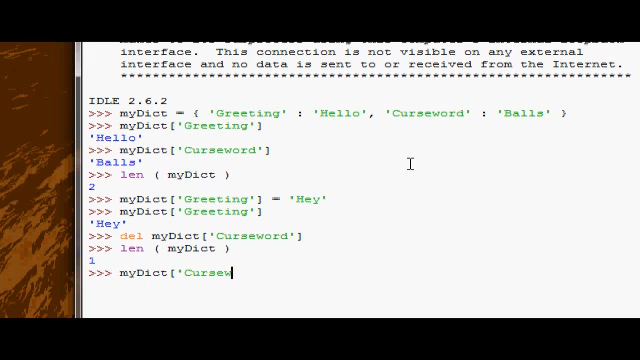 interface.  This connection is not visible on any external
interface and no data is sent to or received from the Internet.
****************************************************************
IDLE 2.6.2
>>> myDict = { 'Greeting' : 'Hello', 'Curseword' : 'Balls' }
>>> myDict['Greeting']
'Hello'
>>> myDict['Curseword']
'Balls'
>>> len ( myDict )
2
>>> myDict['Greeting'] = 'Hey'
>>> myDict['Greeting']
'Hey'
>>> del myDict['Curseword']
>>> len ( myDict )
1
>>> myDict['Cursew